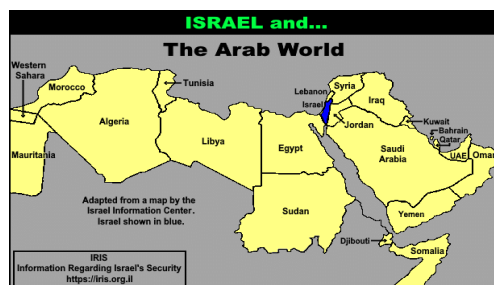 ISRAEL and...
The Arab World
Western
Sahara
Morocco
Tunisia
Algeria
Libya
Egypt
Mauritania
Sudan
Lebanon
Israel
Syria
Iraq
Jordan
Kuwait
Bahrain
Qatar
UAE
Oman
Saudi
Arabia
Yemen
Djibouti
Somalia
Adapted from a map by the
Israel Information Center.
Israel shown in blue.
IRIS
Information Regarding Israel's Security
https://iris.org.il